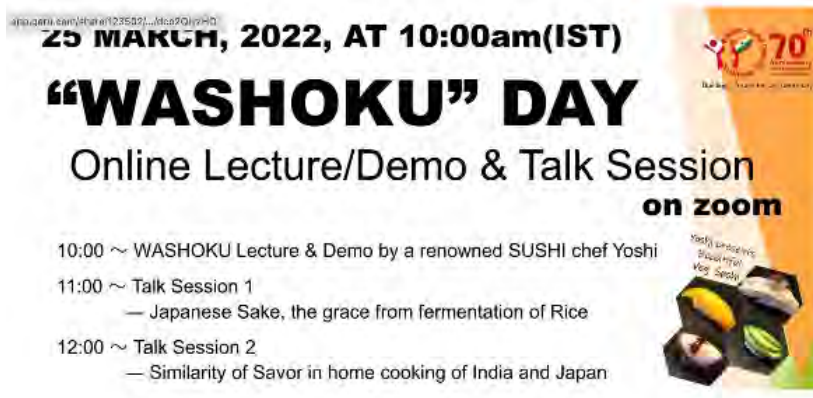 25 MARCH, 2022, AT 10:00am(IST)
70th
“WASHOKU” DAY
Online Lecture/Demo & Talk Session
on zoom
10:00 ～ WASHOKU Lecture & Demo by a renowned SUSHI chef Yoshi
11:00 ～ Talk Session 1
— Japanese Sake, the grace from fermentation of Rice
12:00 ～ Talk Session 2
— Similarity of Savor in home cooking of India and Japan
Yoshi presents
Beautiful
Veg Sushi